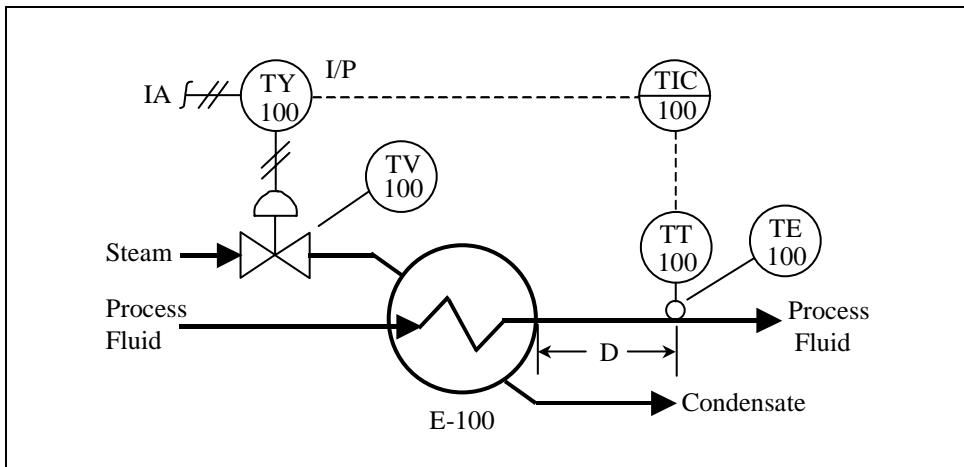 IA
TY
100
I/P
TIC
100
TV
100
TT
100
TE
100
Steam
Process
Fluid
Process
Fluid
D
E-100
Condensate